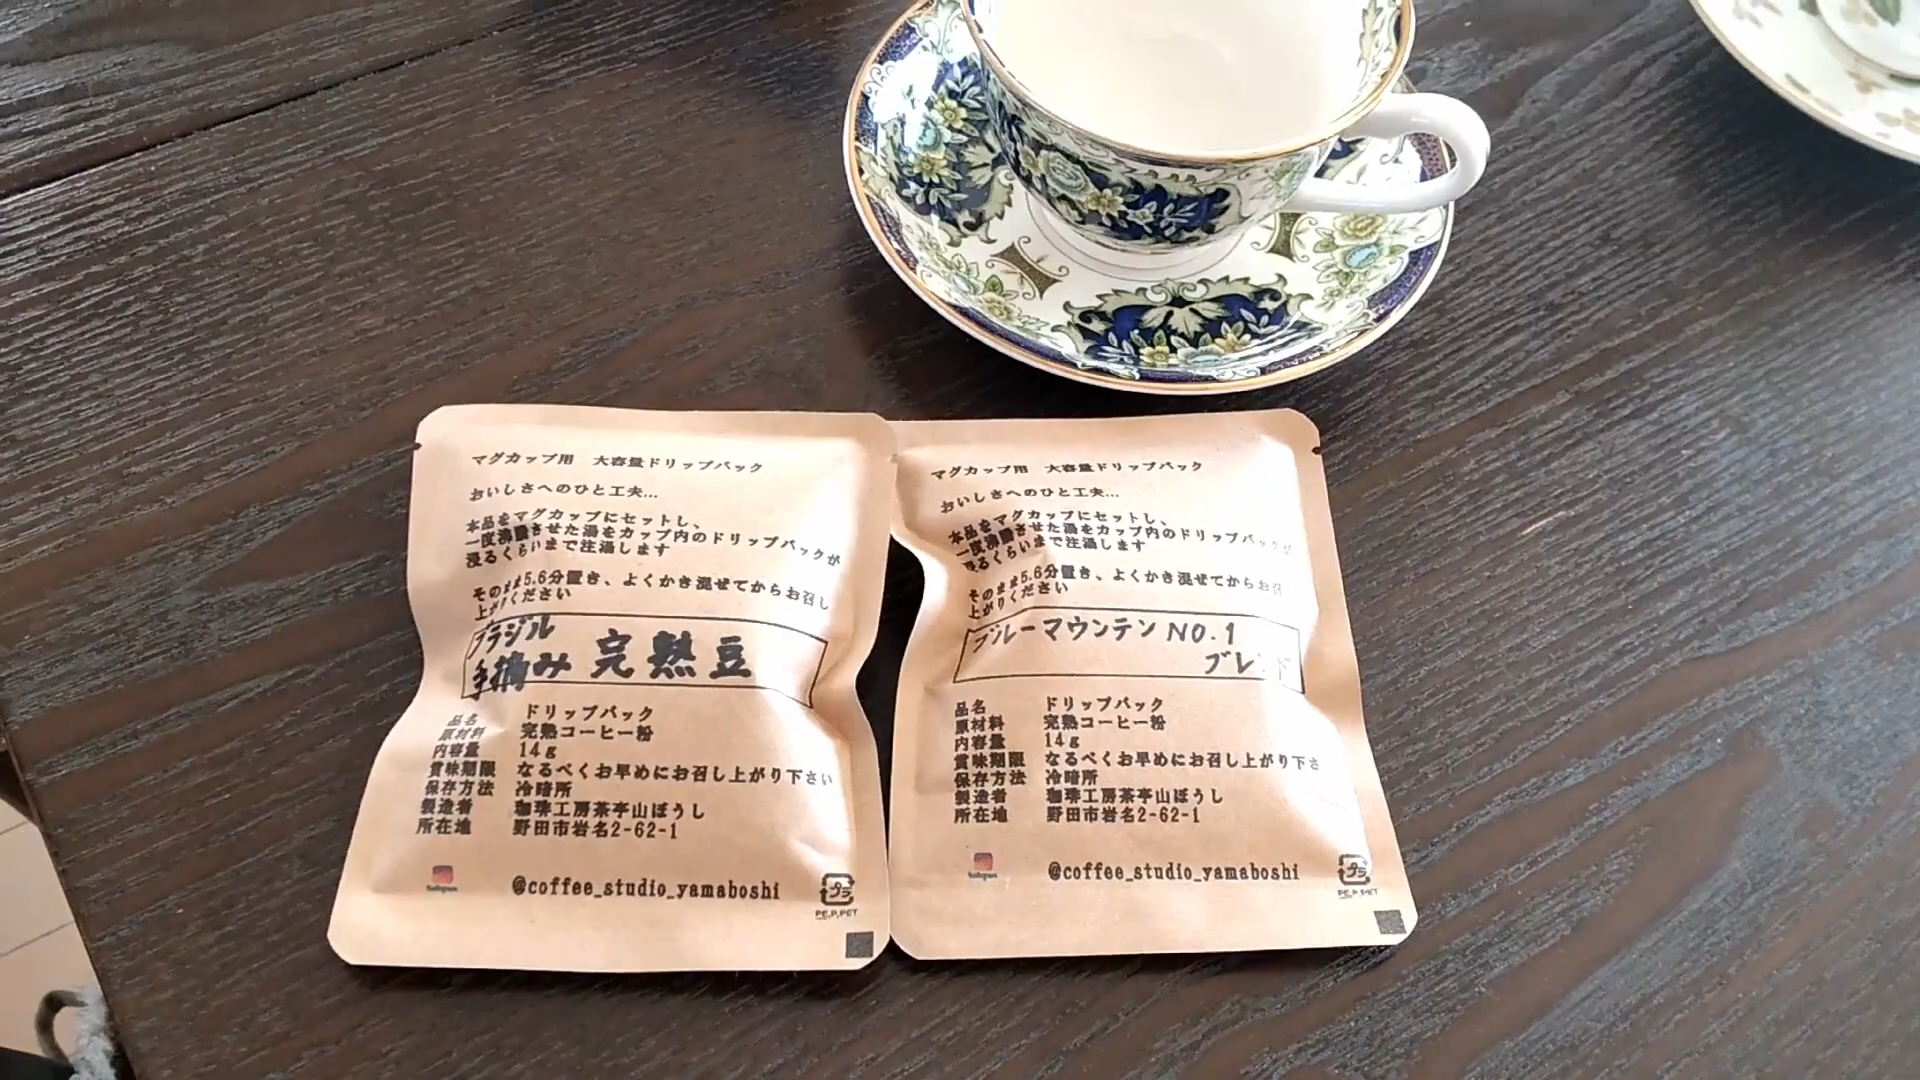 マグカップ用 大容量ドリップバック
おいしさへのひと工夫...
本品をマグカップにセットし、
一度沸騰させた湯をカップ内のドリップバックが
浸るくらいまで注湯します
そのまま5.6分置き、よくかき混ぜてからお召し
上がりください
ブラジル
手摘み 完熟豆
品名 ドリップバック
原材料 完熟コーヒー粉
内容量 14g
賞味期限 なるべくお早めにお召し上がり下さい
保存方法 冷暗所
製造者 珈琲工房茶亭山ぼうし
所在地 野田市岩名2-62-1
@coffee_studio_yamaboshi
プラ
PE,P,PET
マグカップ用 大容量ドリップバック
おいしさへのひと工夫...
本品をマグカップにセットし、
一度沸騰させた湯をカップ内のドリップバックが
浸るくらいまで注湯します
そのまま5.6分置き、よくかき混ぜてからお召
上がりください
ブルーマウンテン NO.1
ブレンド
品名 ドリップバック
原材料 完熟コーヒー粉
内容量 14g
賞味期限 なるべくお早めにお召し上がり下さ
保存方法 冷暗所
製造者 珈琲工房茶亭山ぼうし
所在地 野田市岩名2-62-1
@coffee_studio_yamaboshi
プラ
PE,P,PET